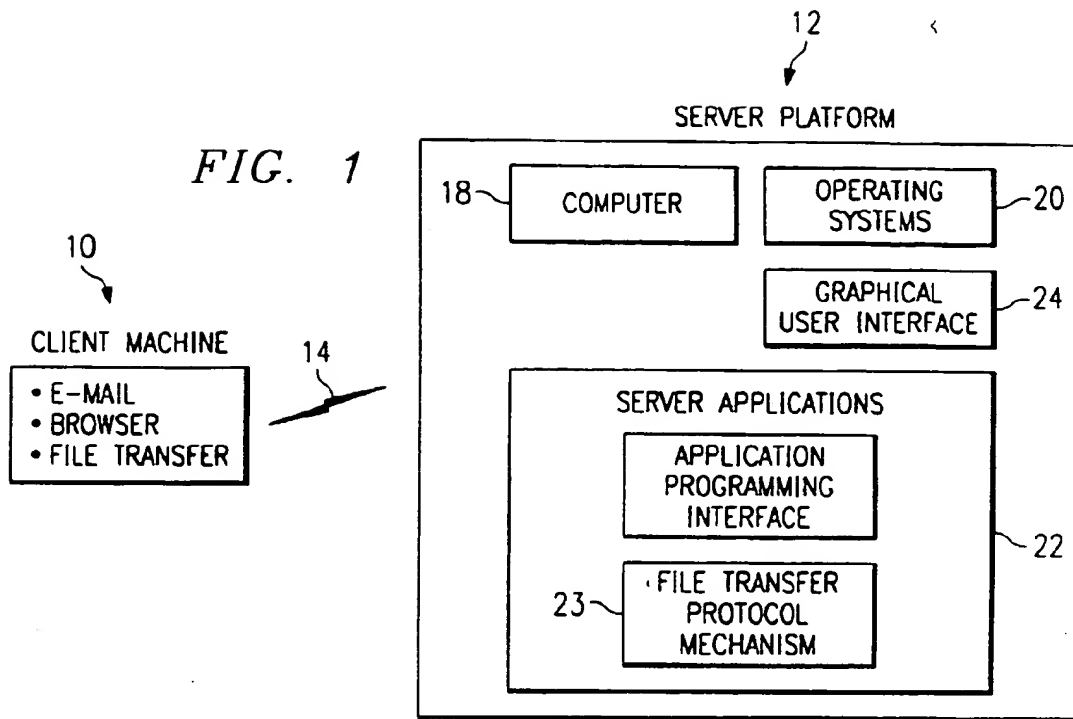 12
SERVER PLATFORM
FIG. 1
18
COMPUTER
OPERATING
SYSTEMS
20
10
GRAPHICAL
USER INTERFACE
24
CLIENT MACHINE
• E-MAIL
• BROWSER
• FILE TRANSFER
14
SERVER APPLICATIONS
APPLICATION
PROGRAMMING
INTERFACE
22
23
FILE TRANSFER
PROTOCOL
MECHANISM